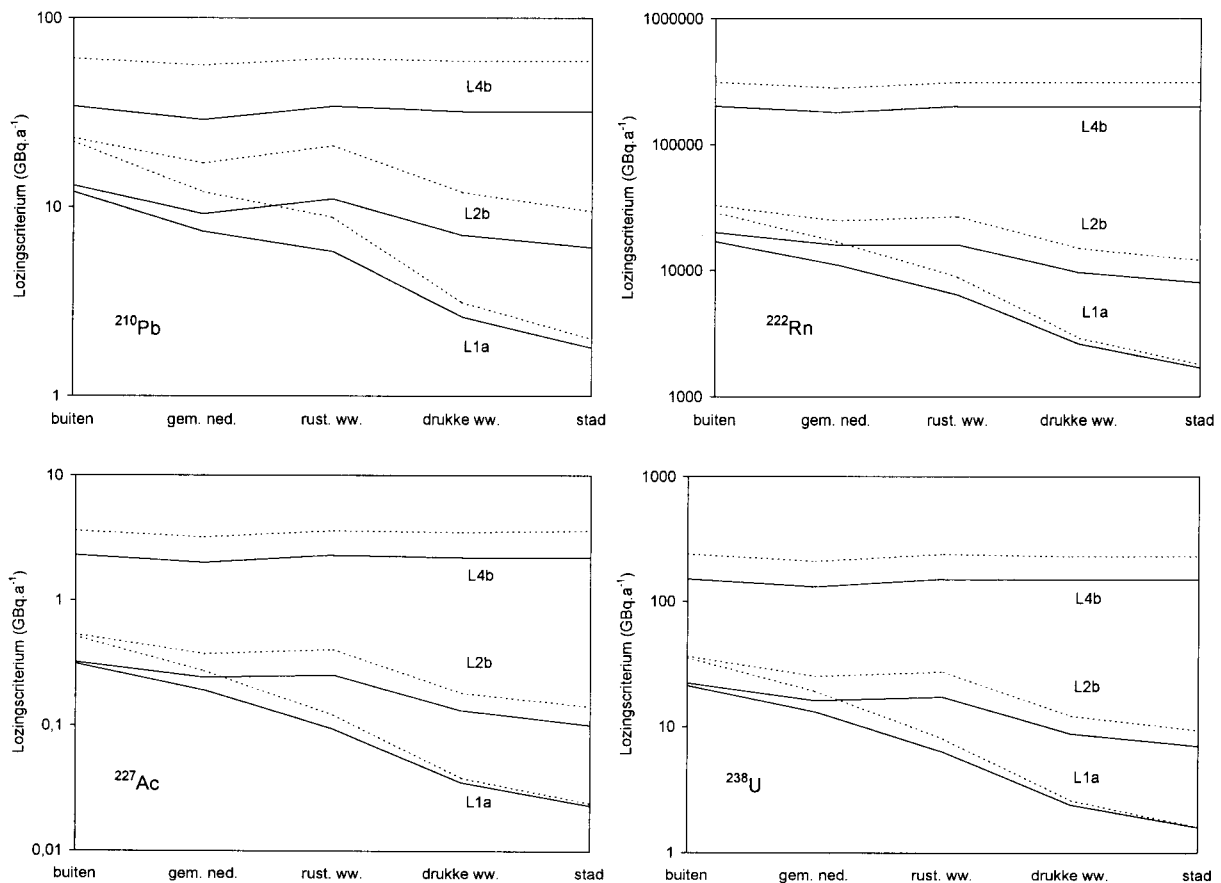 Lozingscriterium (GBq.a⁻¹)
100
10
1
L4b
L2b
L1a
²¹⁰Pb
buiten gem. ned. rust. ww. drukke ww. stad
Lozingscriterium (GBq.a⁻¹)
1000000
100000
10000
1000
L4b
L2b
L1a
²²²Rn
buiten gem. ned. rust. ww. drukke ww. stad
Lozingscriterium (GBq.a⁻¹)
10
1
0,1
0,01
L4b
L2b
L1a
²²⁷Ac
buiten gem. ned. rust. ww. drukke ww. stad
Lozingscriterium (GBq.a⁻¹)
1000
100
10
1
L4b
L2b
L1a
²³⁸U
buiten gem. ned. rust. ww. drukke ww. stad